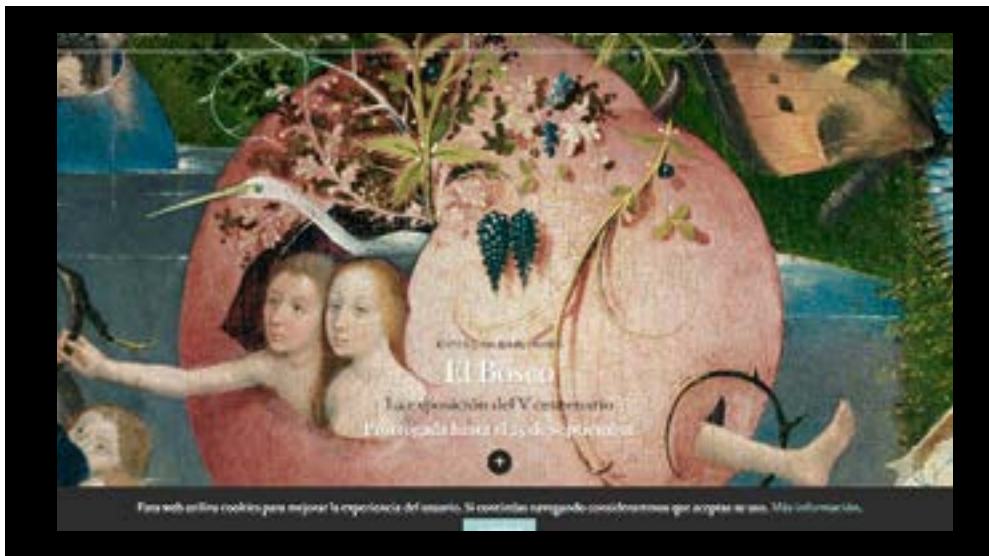 El Bosco
La exposición del V centenario
Prorrogada hasta el 25 de septiembre
Esta web utiliza cookies para mejorar la experiencia del usuario. Si continúas navegando consideraremos que aceptas su uso. Más información.